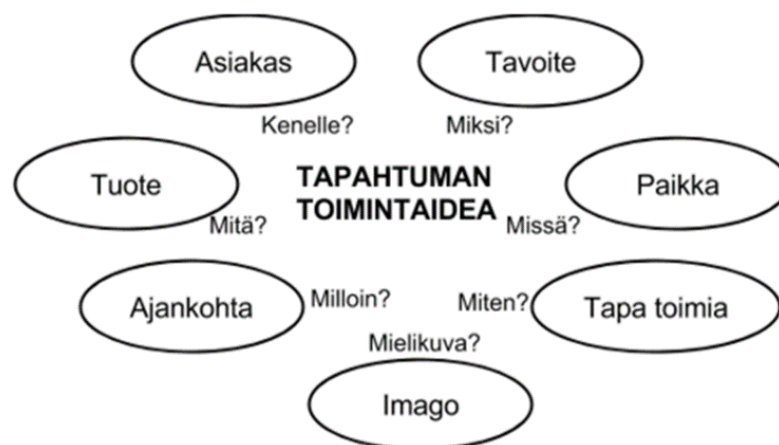 Asiakas
Tavoite
Kenelle?
Miksi?
Tuote
TAPAHTUMAN
TOIMINTAIDEA
Paikka
Mitä?
Missä?
Ajankohta
Milloin?
Miten?
Tapa toimia
Mielikuva?
Imago